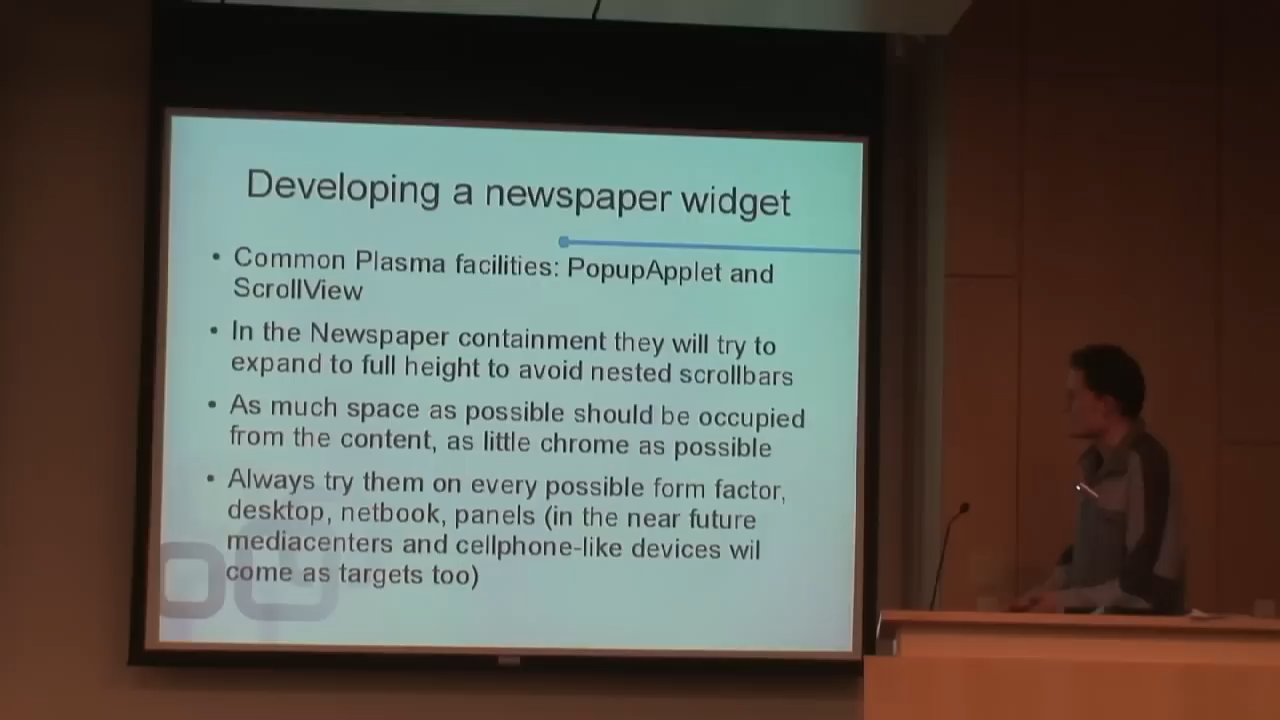 Developing a newspaper widget
• Common Plasma facilities: PopupApplet and
ScrollView
• In the Newspaper containment they will try to
expand to full height to avoid nested scrollbars
• As much space as possible should be occupied
from the content, as little chrome as possible
• Always try them on every possible form factor,
desktop, netbook, panels (in the near future
mediacenters and cellphone-like devices wil
come as targets too)